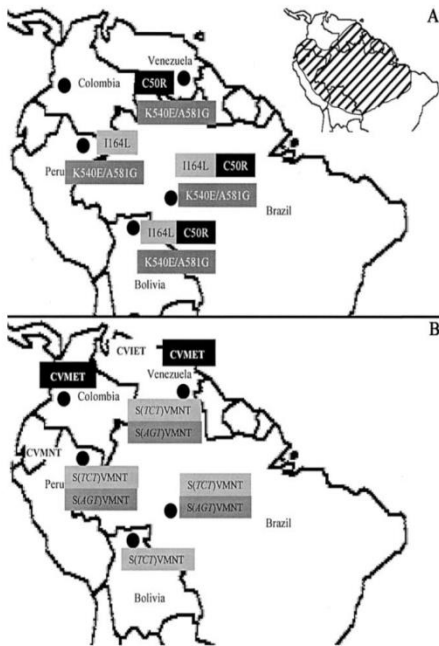 A
Venezuela
Colombia
C50R
K540E/A581G
I164L
Peru
K540E/A581G
I164L C50R
K540E/A581G
Brazil
I164L C50R
K540E/A581G
Bolivia
B
CVIET
CVMET
CVMET
Venezuela
Colombia
S(TCT)VMNT
S(AGT)VMNT
CVMNT
Peru
S(TCT)VMNT
S(AGT)VMNT
S(TCT)VMNT
S(AGT)VMNT
Brazil
S(TCT)VMNT
Bolivia